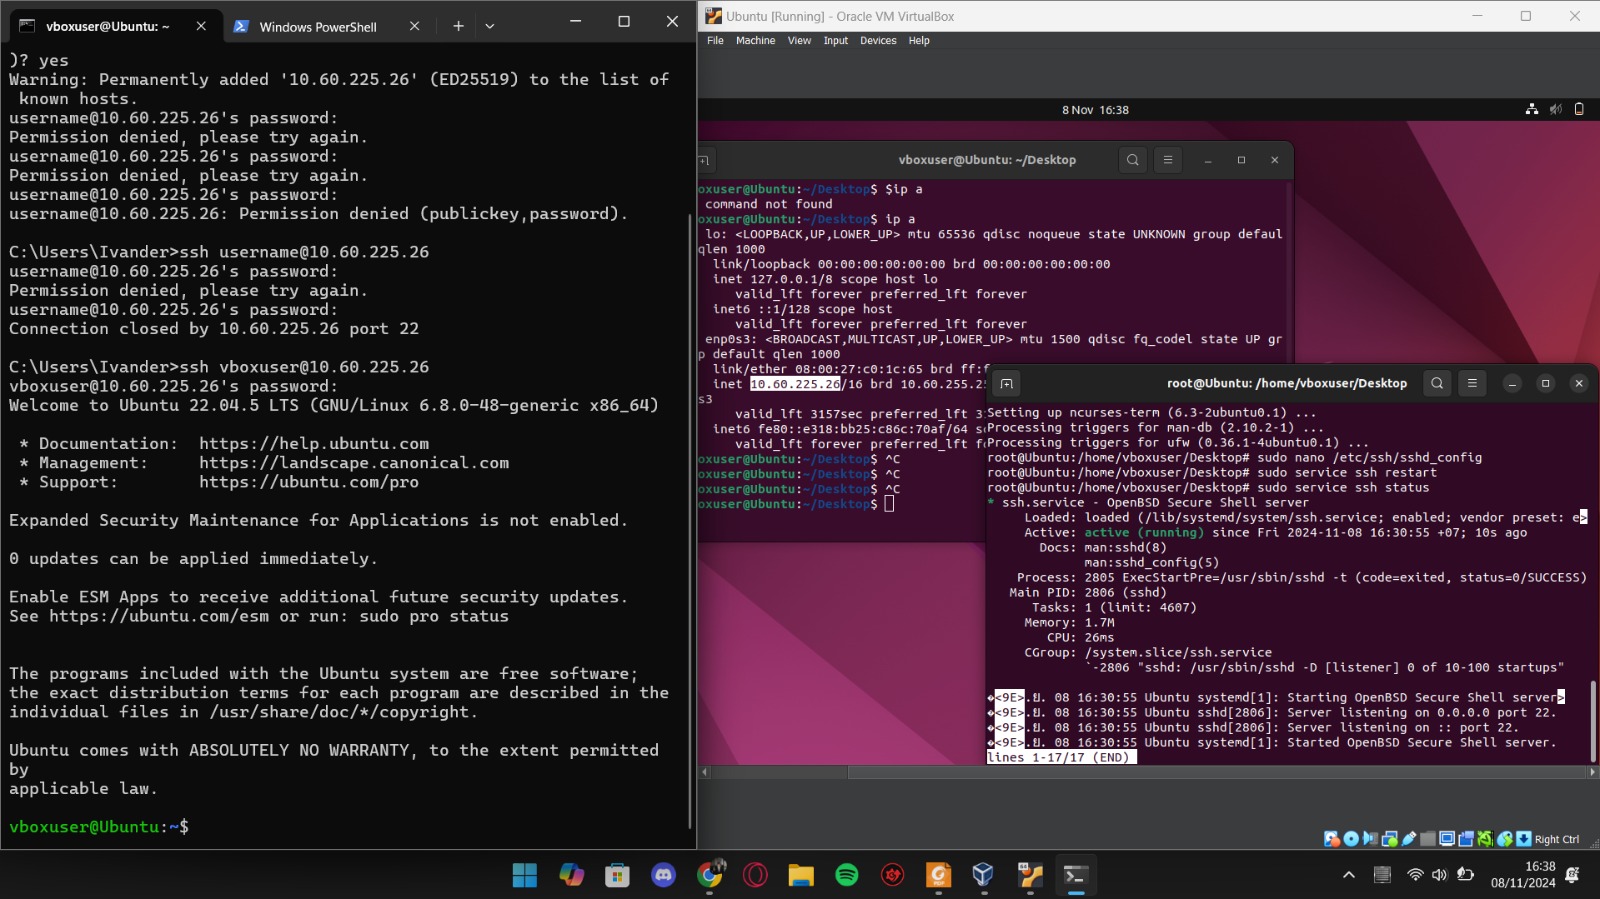 vboxuser@Ubuntu: ~
Windows PowerShell
)? yes
Warning: Permanently added '10.60.225.26' (ED25519) to the list of
known hosts.
username@10.60.225.26's password:
Permission denied, please try again.
username@10.60.225.26's password:
Permission denied, please try again.
username@10.60.225.26's password:
username@10.60.225.26: Permission denied (publickey,password).
C:\Users\Ivander>ssh username@10.60.225.26
username@10.60.225.26's password:
Permission denied, please try again.
username@10.60.225.26's password:
Connection closed by 10.60.225.26 port 22
C:\Users\Ivander>ssh vboxuser@10.60.225.26
vboxuser@10.60.225.26's password:
Welcome to Ubuntu 22.04.5 LTS (GNU/Linux 6.8.0-48-generic x86_64)
* Documentation:  https://help.ubuntu.com
* Management:     https://landscape.canonical.com
* Support:        https://ubuntu.com/pro
Expanded Security Maintenance for Applications is not enabled.
0 updates can be applied immediately.
Enable ESM Apps to receive additional future security updates.
See https://ubuntu.com/esm or run: sudo pro status
The programs included with the Ubuntu system are free software;
the exact distribution terms for each program are described in the
individual files in /usr/share/doc/*/copyright.
Ubuntu comes with ABSOLUTELY NO WARRANTY, to the extent permitted
by
applicable law.
vboxuser@Ubuntu:~$
Ubuntu [Running] - Oracle VM VirtualBox
File Machine View Input Devices Help
8 Nov 16:38
vboxuser@Ubuntu: ~/Desktop
oxuser@Ubuntu:~/Desktop$ $ip a
command not found
oxuser@Ubuntu:~/Desktop$ ip a
lo: <LOOPBACK,UP,LOWER_UP> mtu 65536 qdisc noqueue state UNKNOWN group defaul
qlen 1000
link/loopback 00:00:00:00:00:00 brd 00:00:00:00:00:00
inet 127.0.0.1/8 scope host lo
valid_lft forever preferred_lft forever
inet6 ::1/128 scope host
valid_lft forever preferred_lft forever
enp0s3: <BROADCAST,MULTICAST,UP,LOWER_UP> mtu 1500 qdisc fq_codel state UP gr
p default qlen 1000
link/ether 08:00:27:c0:1c:65 brd ff:f
inet 10.60.225.26/16 brd 10.60.255.25
s3
valid_lft 3157sec preferred_lft 31
inet6 fe80::e318:bb25:c86c:70af/64 sc
valid_lft forever preferred_lft fo
oxuser@Ubuntu:~/Desktop$ ^C
oxuser@Ubuntu:~/Desktop$ ^C
oxuser@Ubuntu:~/Desktop$ ^C
oxuser@Ubuntu:~/Desktop$
root@Ubuntu: /home/vboxuser/Desktop
Setting up ncurses-term (6.3-2ubuntu0.1) ...
Processing triggers for man-db (2.10.2-1) ...
Processing triggers for ufw (0.36.1-4ubuntu0.1) ...
root@Ubuntu:/home/vboxuser/Desktop# sudo nano /etc/ssh/sshd_config
root@Ubuntu:/home/vboxuser/Desktop# sudo service ssh restart
root@Ubuntu:/home/vboxuser/Desktop# sudo service ssh status
* ssh.service - OpenBSD Secure Shell server
Loaded: loaded (/lib/systemd/system/ssh.service; enabled; vendor preset: e>
Active: active (running) since Fri 2024-11-08 16:30:55 +07; 10s ago
Docs: man:sshd(8)
man:sshd_config(5)
Process: 2805 ExecStartPre=/usr/sbin/sshd -t (code=exited, status=0/SUCCESS)
Main PID: 2806 (sshd)
Tasks: 1 (limit: 4607)
Memory: 1.7M
CPU: 26ms
CGroup: /system.slice/ssh.service
`-2806 "sshd: /usr/sbin/sshd -D [listener] 0 of 10-100 startups"
�<9E>.ย. 08 16:30:55 Ubuntu systemd[1]: Starting OpenBSD Secure Shell server>
�<9E>.ย. 08 16:30:55 Ubuntu sshd[2806]: Server listening on 0.0.0.0 port 22.
�<9E>.ย. 08 16:30:55 Ubuntu sshd[2806]: Server listening on :: port 22.
�<9E>.ย. 08 16:30:55 Ubuntu systemd[1]: Started OpenBSD Secure Shell server.
lines 1-17/17 (END)
Right Ctrl
16:38
08/11/2024